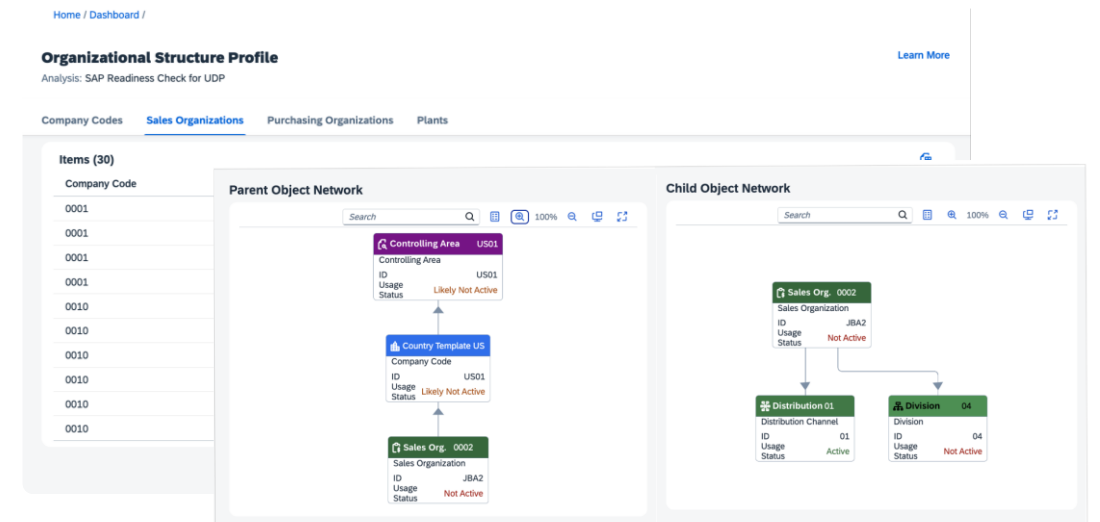 Home / Dashboard /
Organizational Structure Profile
Learn More
Analysis: SAP Readiness Check for UDP
Company Codes Sales Organizations Purchasing Organizations Plants
Items (30)
Company Code
0001
0001
0001
0001
0010
0010
0010
0010
0010
0010
Parent Object Network
Search 100%
Controlling Area US01
Controlling Area
ID US01
Usage Status Likely Not Active
Country Template US
Company Code
ID US01
Usage Status Likely Not Active
Sales Org. 0002
Sales Organization
ID JBA2
Usage Status Not Active
Child Object Network
Search 100%
Sales Org. 0002
Sales Organization
ID JBA2
Usage Status Not Active
Distribution 01
Distribution Channel
ID 01
Usage Status Active
Division 04
Division
ID 04
Usage Status Not Active